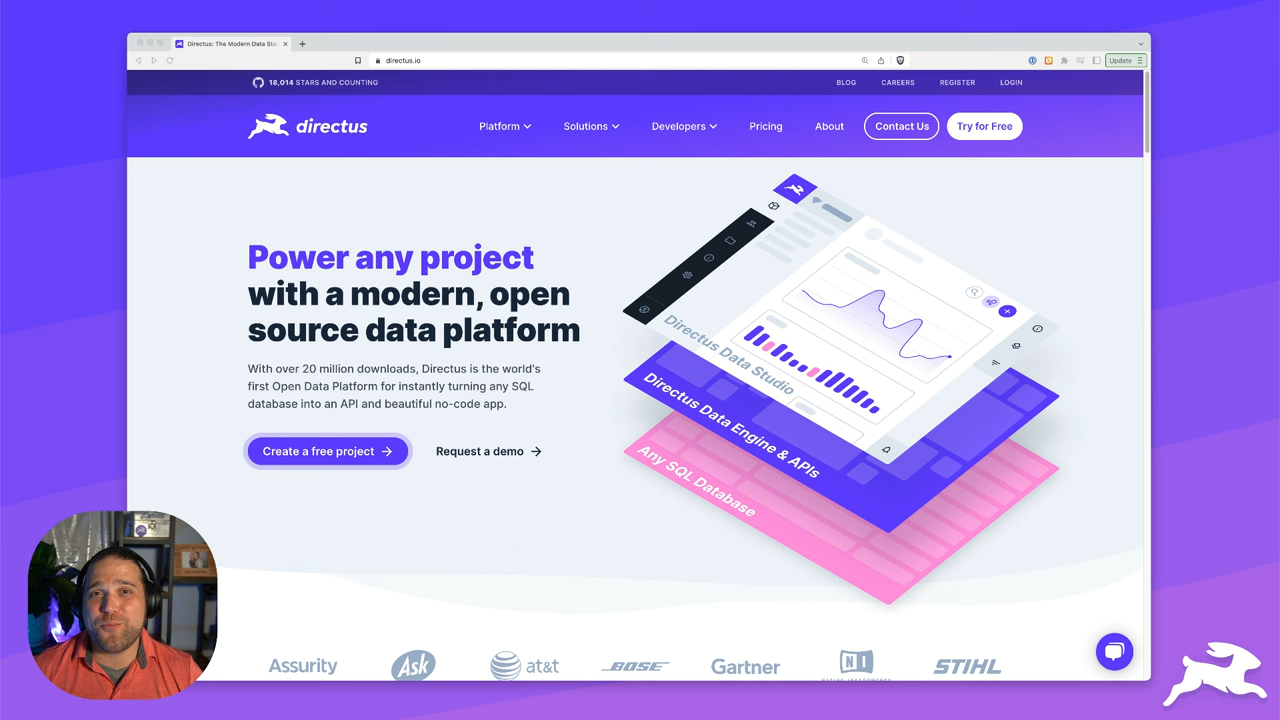 Directus: The Modern Data Sta
directus.io
Update
18,014 STARS AND COUNTING
BLOG
CAREERS
REGISTER
LOGIN
directus
Platform
Solutions
Developers
Pricing
About
Contact Us
Try for Free
Power any project
with a modern, open
source data platform
With over 20 million downloads, Directus is the world's
first Open Data Platform for instantly turning any SQL
database into an API and beautiful no-code app.
Create a free project
Request a demo
Directus Data Studio
Directus Data Engine & APIs
Any SQL Database
Assurity
Ask
at&t
BOSE
Gartner
NI
NATIONAL INSTRUMENTS
STIHL